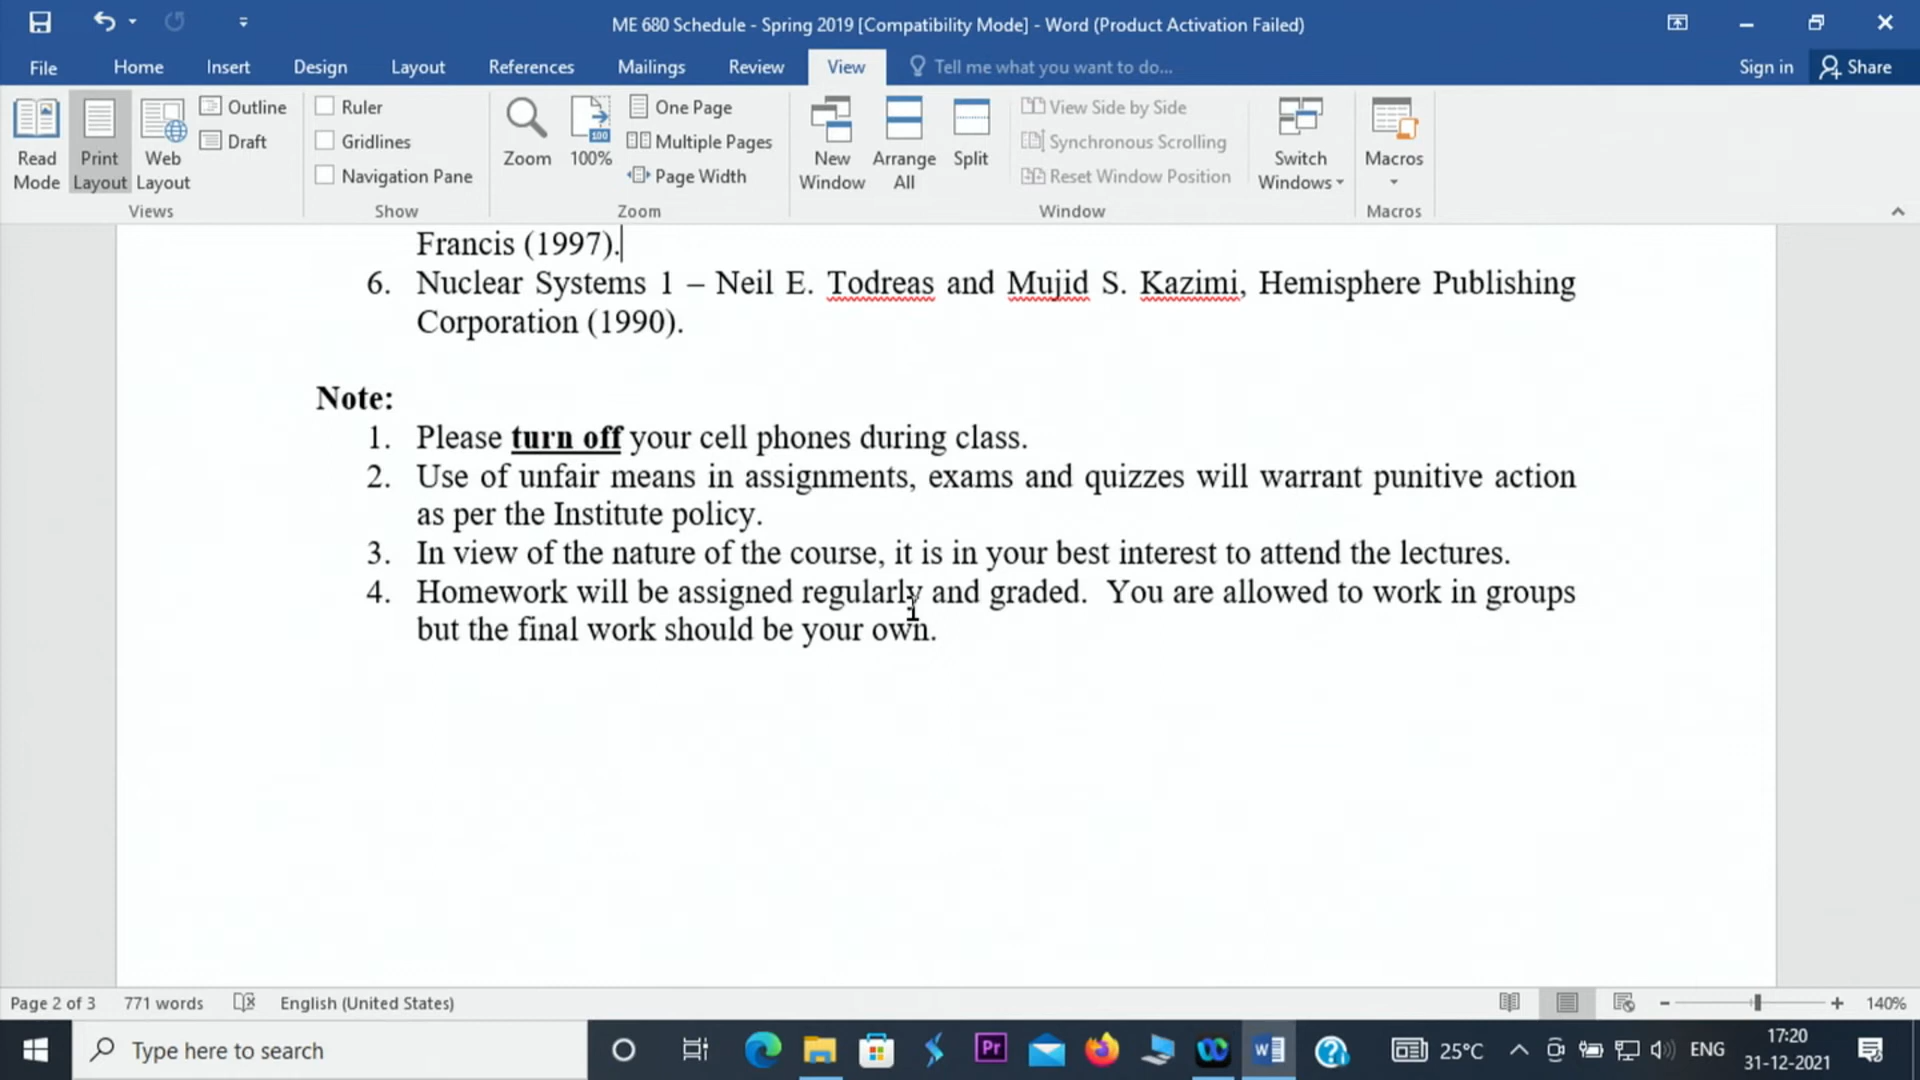 ME 680 Schedule - Spring 2019 [Compatibility Mode] - Word (Product Activation Failed)
File Home Insert Design Layout References Mailings Review View Tell me what you want to do... Sign in Share
Read Mode
Print Layout
Web Layout
Outline
Draft
Views
Ruler
Gridlines
Navigation Pane
Show
Zoom
100
100%
One Page
Multiple Pages
Page Width
Zoom
New Window
Arrange All
Split
View Side by Side
Synchronous Scrolling
Reset Window Position
Window
Switch Windows
Macros
Macros
Francis (1997).
6. Nuclear Systems 1 – Neil E. Todreas and Mujid S. Kazimi, Hemisphere Publishing
Corporation (1990).
Note:
1. Please turn off your cell phones during class.
2. Use of unfair means in assignments, exams and quizzes will warrant punitive action
as per the Institute policy.
3. In view of the nature of the course, it is in your best interest to attend the lectures.
4. Homework will be assigned regularly and graded. You are allowed to work in groups
but the final work should be your own.
Page 2 of 3 771 words English (United States) 140%
Type here to search Pr 25°C ENG 17:20
31-12-2021